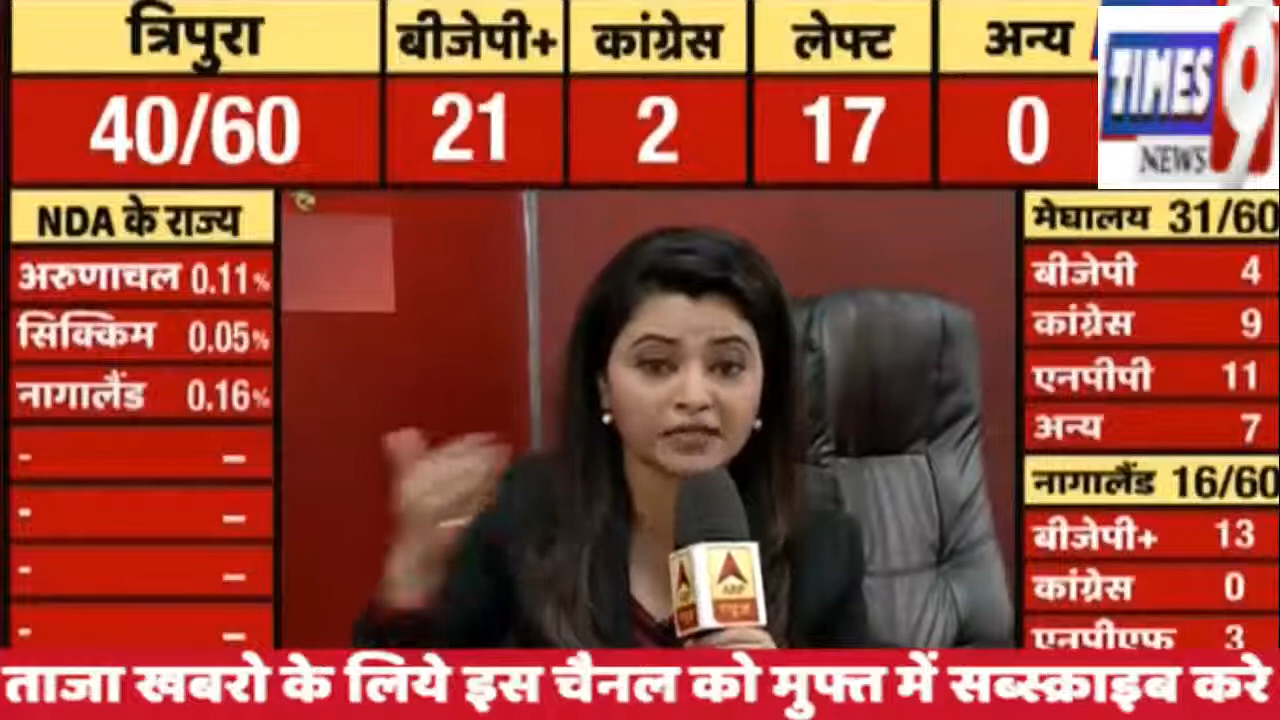 त्रिपुरा बीजेपी+ कांग्रेस लेफ्ट अन्य
40/60 21 2 17 0
TIMES 9
NEWS
NDA के राज्य
अरुणाचल 0.11%
सिक्किम 0.05%
नागालैंड 0.16%
- –
- –
- –
- –
मेघालय 31/60
बीजेपी 4
कांग्रेस 9
एनपीपी 11
अन्य 7
नागालैंड 16/60
बीजेपी+ 13
कांग्रेस 0
एनपीएफ 3
ABP
न्यूज़
ताजा खबरो के लिये इस चैनल को मुफ्त में सब्स्क्राइब करे